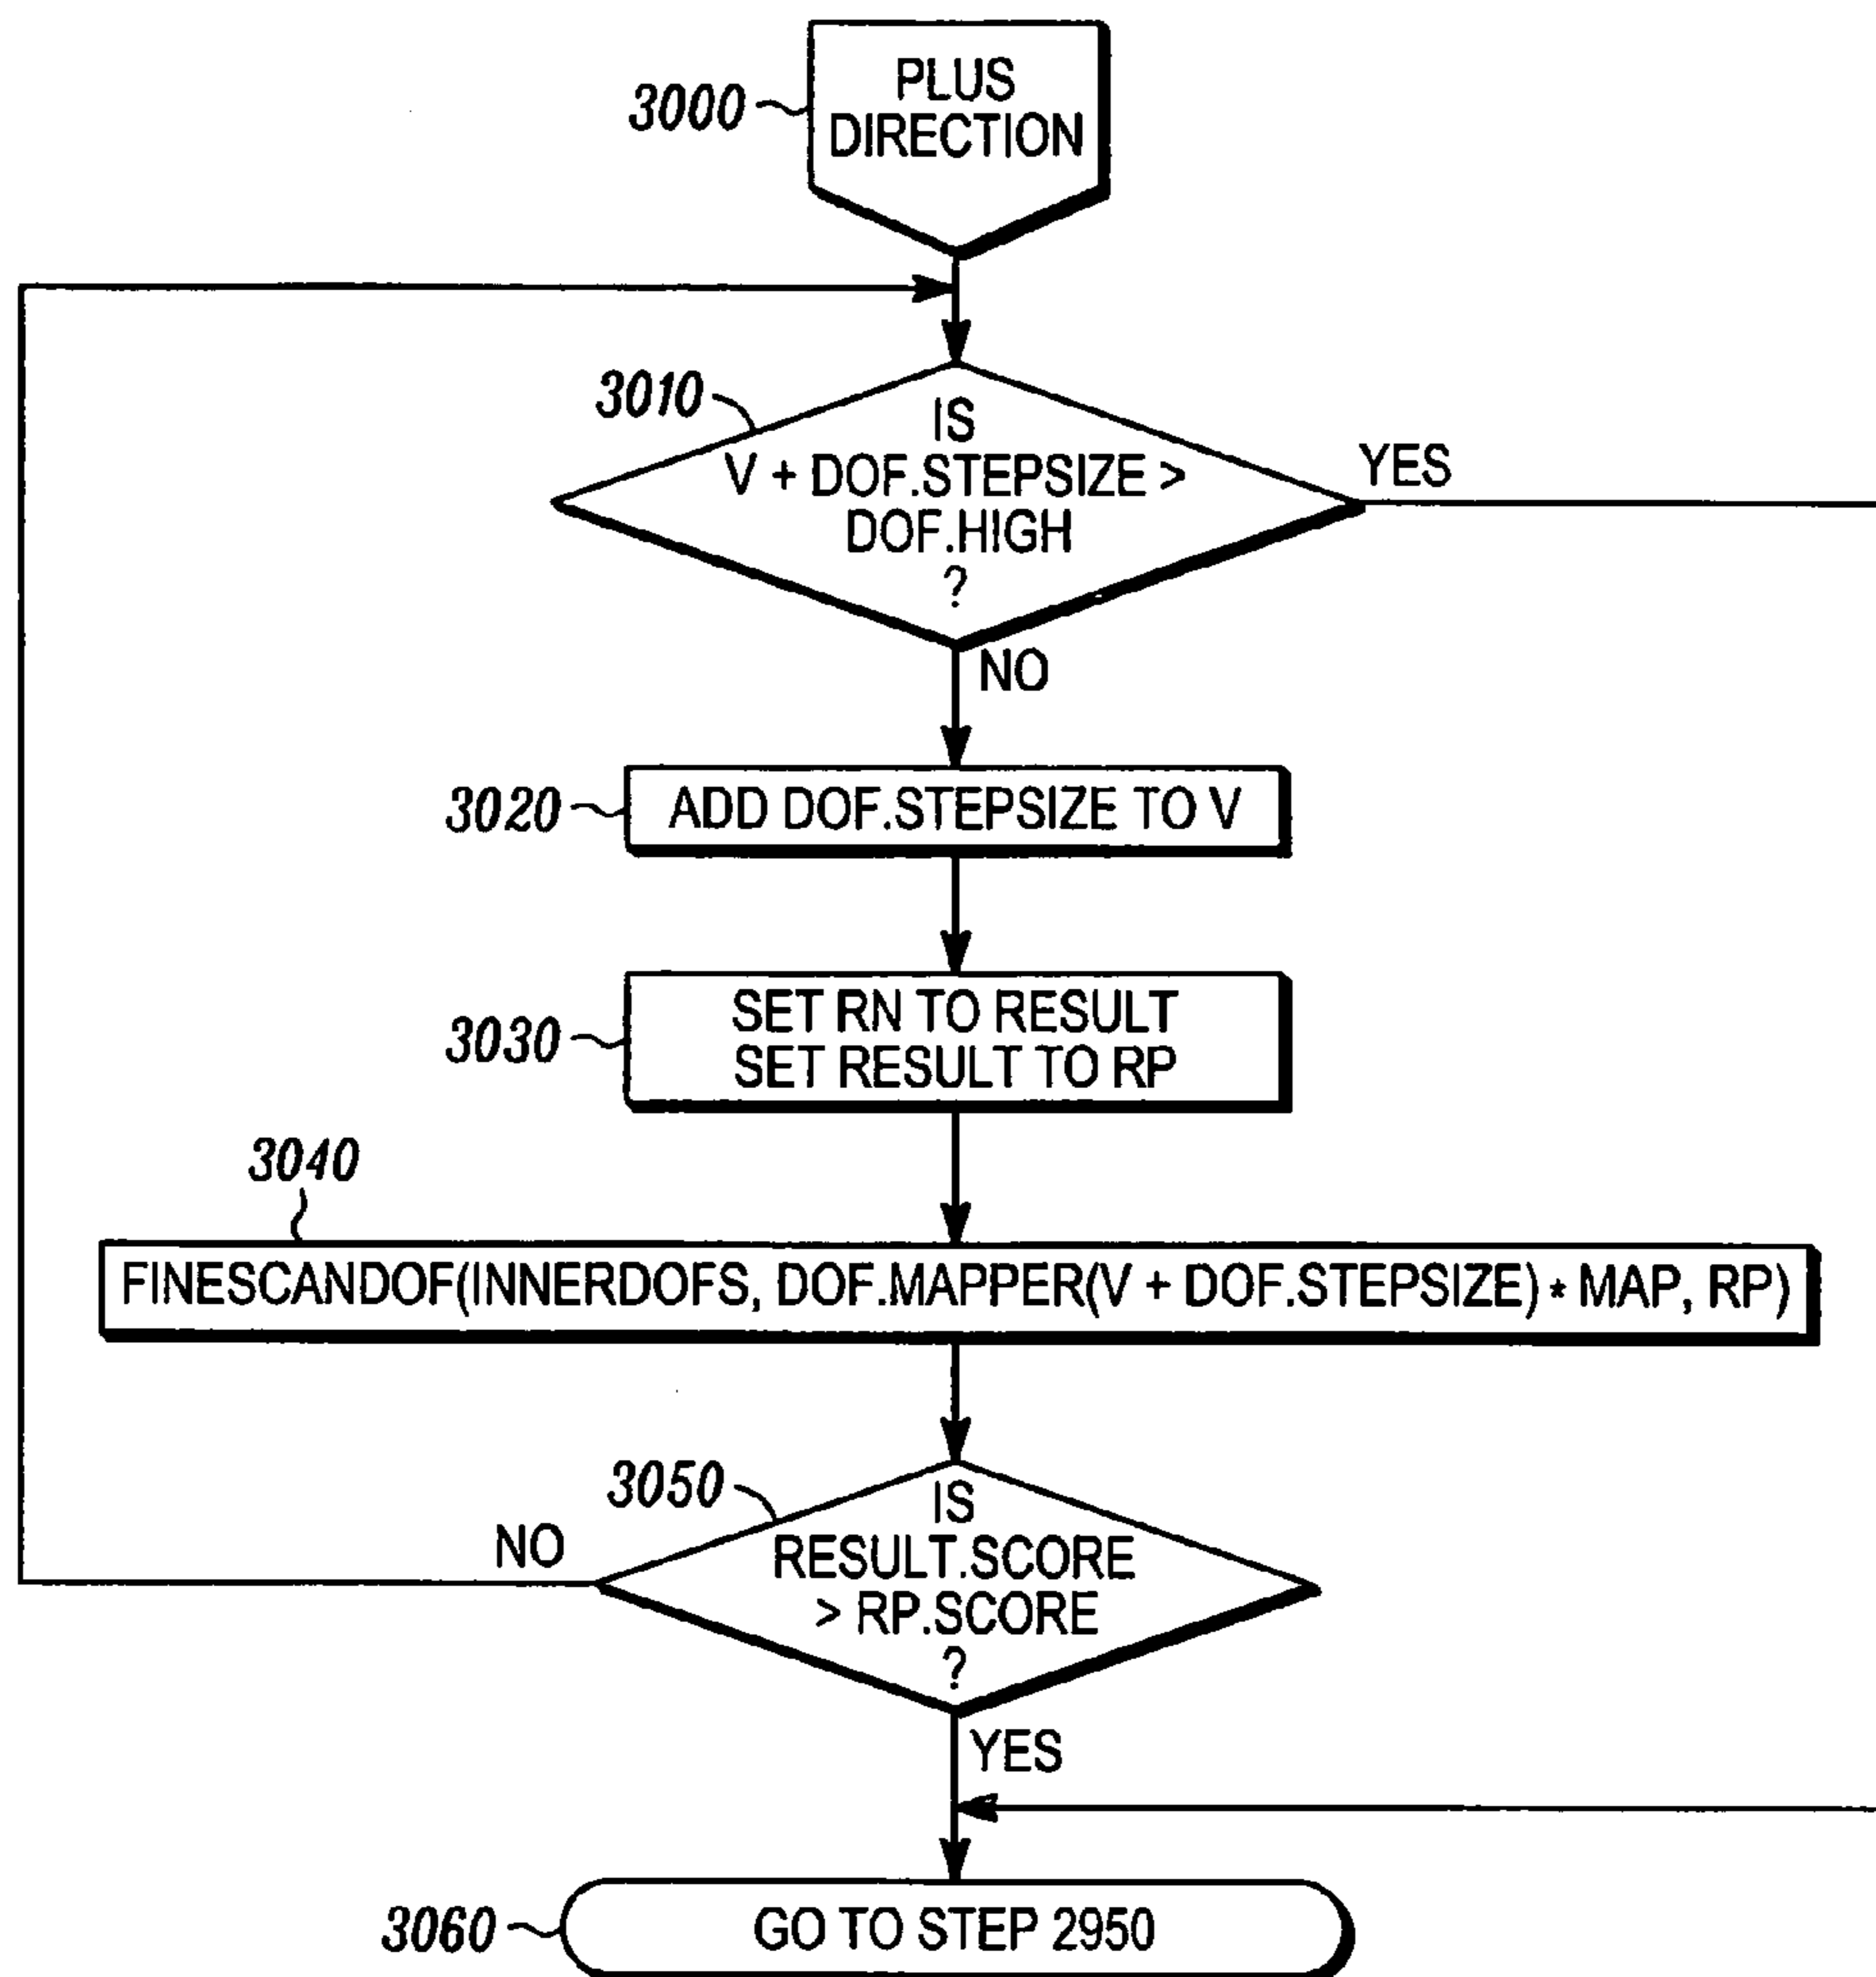 3000
PLUS
DIRECTION
3010
IS
V + DOF.STEPSIZE >
DOF.HIGH
?
YES
NO
3020
ADD DOF.STEPSIZE TO V
3030
SET RN TO RESULT
SET RESULT TO RP
3040
FINESCANDOF(INNERDOFS, DOF.MAPPER(V + DOF.STEPSIZE) * MAP, RP)
3050
IS
RESULT.SCORE
> RP.SCORE
?
NO
YES
3060
GO TO STEP 2950